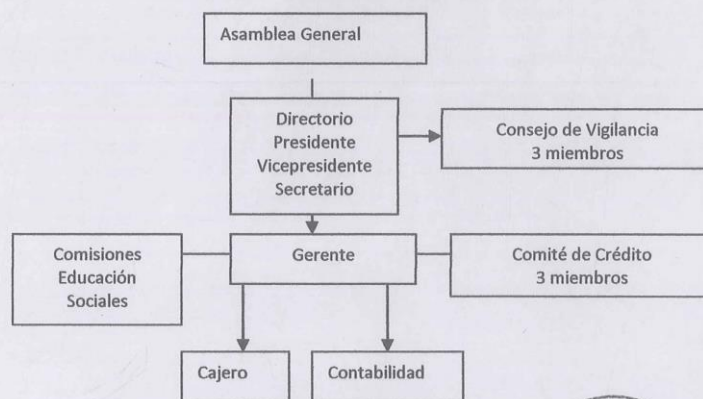 Asamblea General
Directorio
Presidente
Vicepresidente
Secretario
Consejo de Vigilancia
3 miembros
Comisiones
Educación
Sociales
Gerente
Comité de Crédito
3 miembros
Cajero
Contabilidad